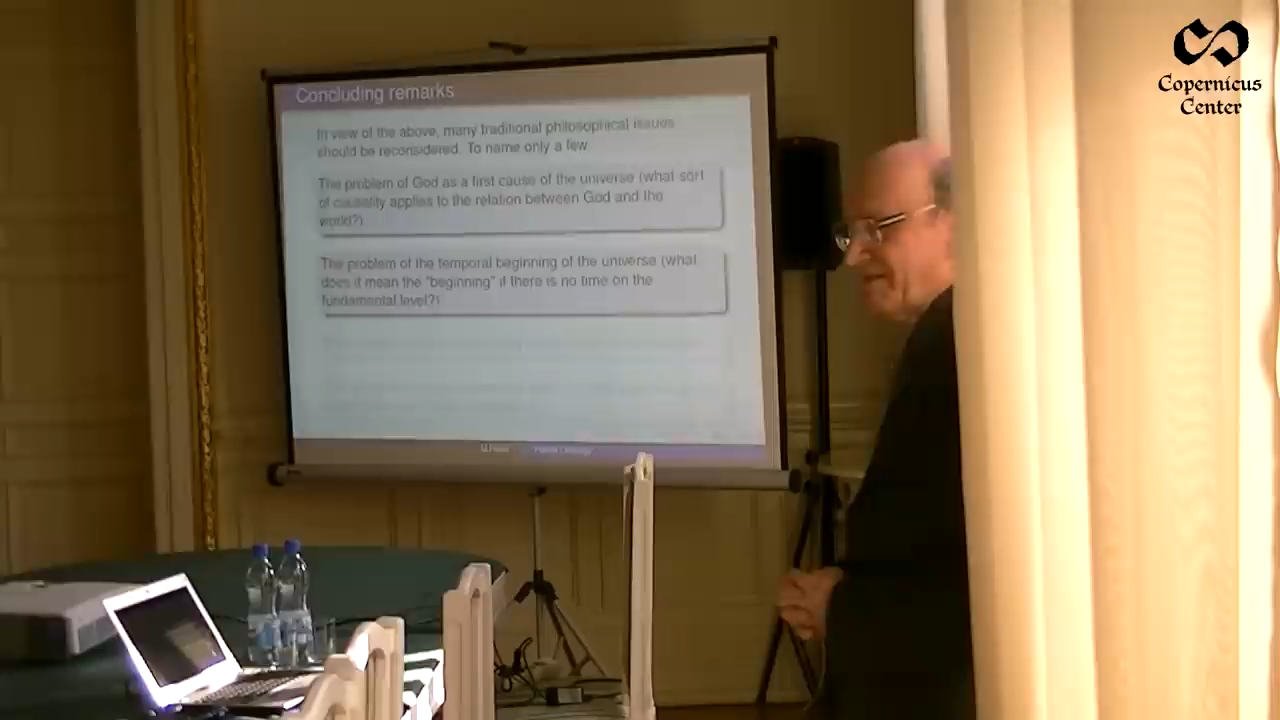 Copernicus
Center
Concluding remarks
In view of the above, many traditional philosophical issues
should be reconsidered. To name only a few.
The problem of God as a first cause of the universe (what sort
of causality applies to the relation between God and the
world?)
The problem of the temporal beginning of the universe (what
does it mean the "beginning" if there is no time on the
fundamental level?)